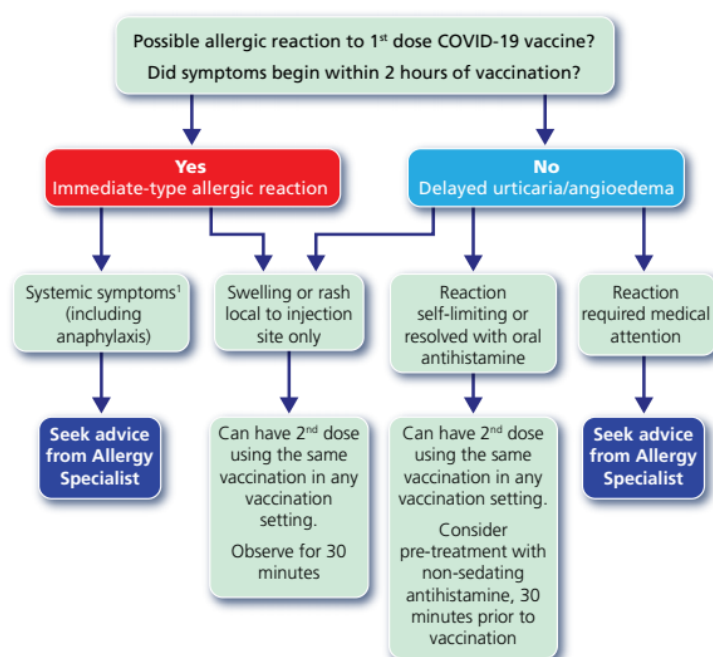 Possible allergic reaction to 1st dose COVID-19 vaccine?
Did symptoms begin within 2 hours of vaccination?
Yes
Immediate-type allergic reaction
No
Delayed urticaria/angioedema
Systemic symptoms1
(including
anaphylaxis)
Swelling or rash
local to injection
site only
Reaction
self-limiting or
resolved with oral
antihistamine
Reaction
required medical
attention
Seek advice
from Allergy
Specialist
Can have 2nd dose
using the same
vaccination in any
vaccination
setting.
Observe for 30
minutes
Can have 2nd dose
using the same
vaccination in any
vaccination setting.
Consider
pre-treatment with
non-sedating
antihistamine, 30
minutes prior to
vaccination
Seek advice
from Allergy
Specialist